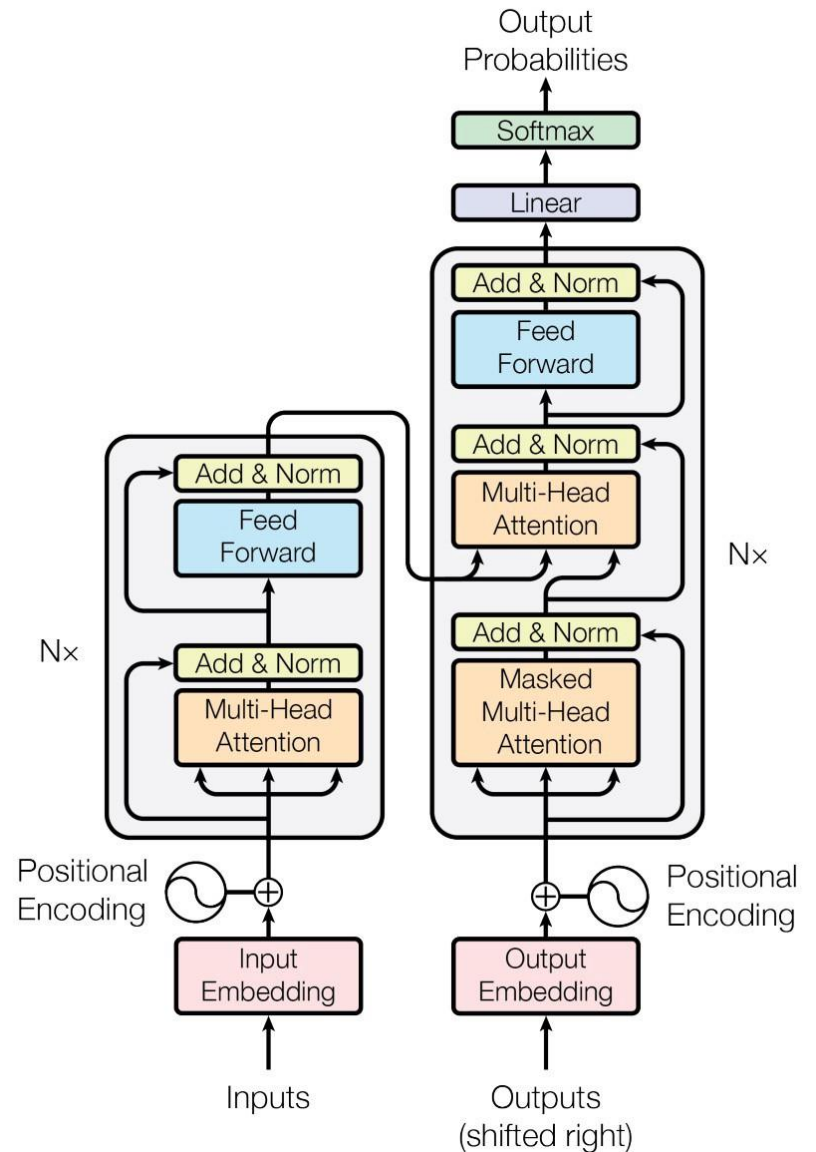 Output
Probabilities
Softmax
Linear
Add & Norm
Feed
Forward
Add & Norm
Multi-Head
Attention
Nx
Add & Norm
Masked
Multi-Head
Attention
Add & Norm
Feed
Forward
Nx
Add & Norm
Multi-Head
Attention
Positional
Encoding
Positional
Encoding
Input
Embedding
Output
Embedding
Inputs
Outputs
(shifted right)